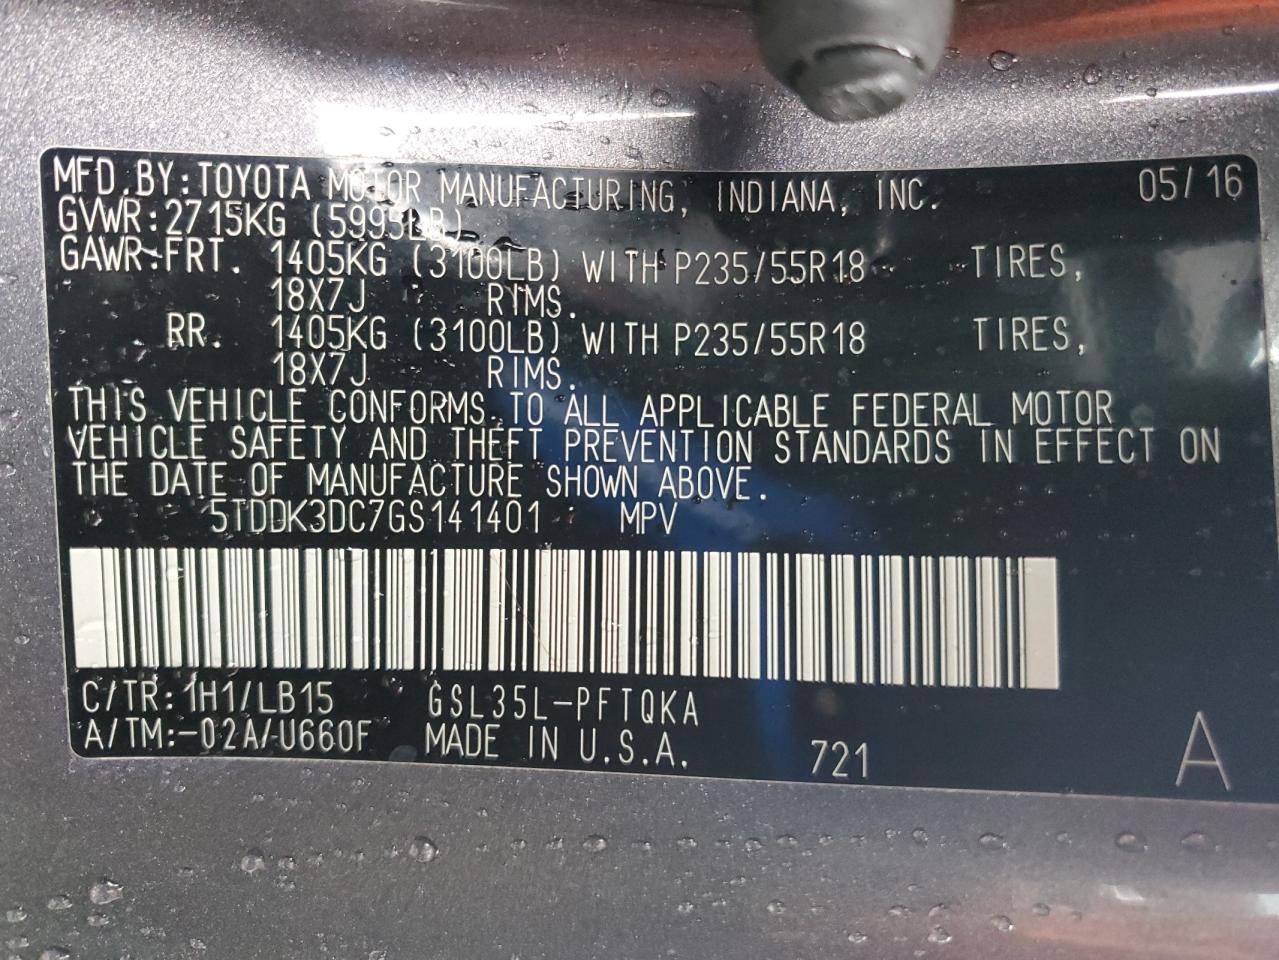 MFD.BY:TOYOTA MOTOR MANUFACTURING, INDIANA, INC. 05/16
GVWR:2715KG (5995LB)
GAWR-FRT. 1405KG (3100LB) WITH P235/55R18 TIRES,
18X7J RIMS.
RR. 1405KG (3100LB) WITH P235/55R18 TIRES,
18X7J RIMS.
THIS VEHICLE CONFORMS TO ALL APPLICABLE FEDERAL MOTOR
VEHICLE SAFETY AND THEFT PREVENTION STANDARDS IN EFFECT ON
THE DATE OF MANUFACTURE SHOWN ABOVE.
5TDDK3DC7GS141401 MPV
C/TR:1H1/LB15 GSL35L-PFTQKA
A/TM:-02A/U660F MADE IN U.S.A. 721 A